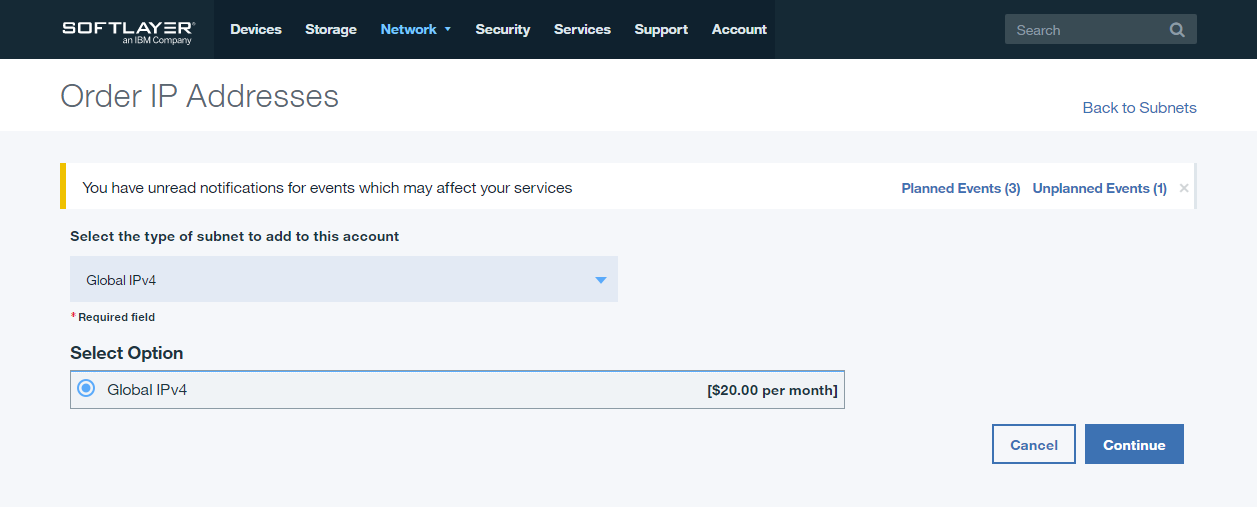 SOFTLAYER®
an IBM Company
Devices Storage Network Security Services Support Account
Search
Order IP Addresses
Back to Subnets
You have unread notifications for events which may affect your services
Planned Events (3) Unplanned Events (1) ×
Select the type of subnet to add to this account
Global IPv4
* Required field
Select Option
Global IPv4 [$20.00 per month]
Cancel Continue